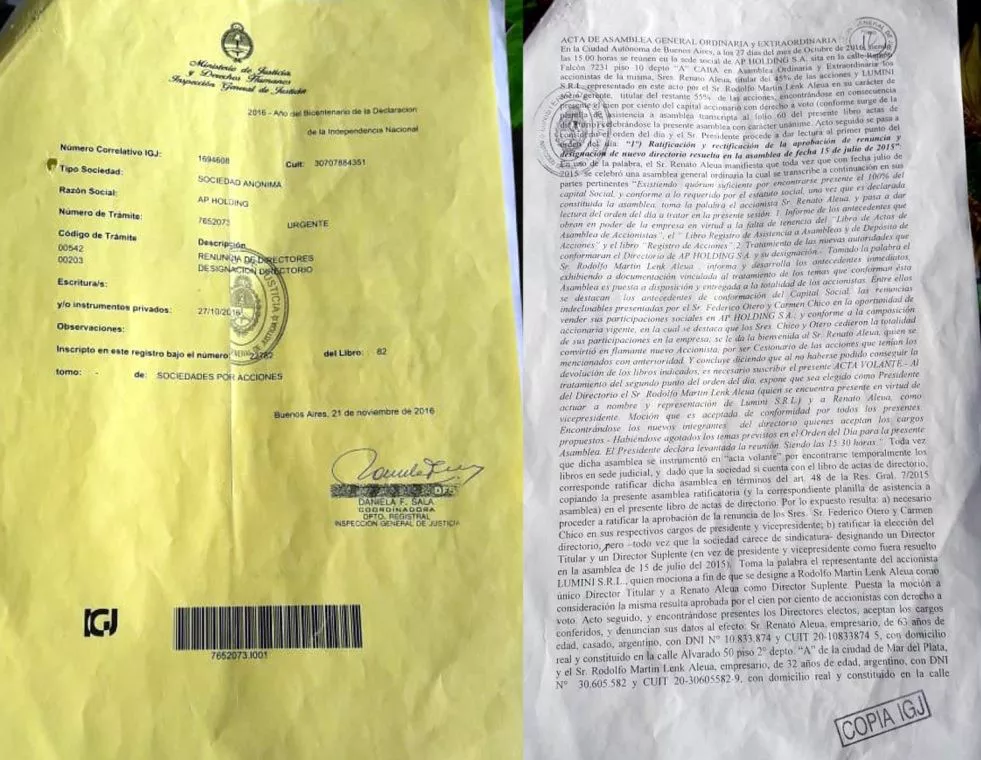 Ministerio de Justicia
y Derechos Humanos
Inspección General de Justicia
2016 - Año del Bicentenario de la Declaración
de la Independencia Nacional
Número Correlativo IGJ: 1694608 Cuit: 30707884351
Tipo Sociedad: SOCIEDAD ANONIMA
Razón Social: AP HOLDING
Número de Trámite: 7652073 URGENTE
Código de Trámite Descripción
00542 RENUNCIA DE DIRECTORES
00203 DESIGNACION DIRECTORIO
Escritura/s:
y/o instrumentos privados: 27/10/2016
Observaciones:
Inscripto en este registro bajo el número: del Libro: 82
tomo: - de: SOCIEDADES POR ACCIONES
Buenos Aires, 21 de noviembre de 2016
DANIELA F. SALA
COORDINADORA
DPTO. REGISTRAL
INSPECCIÓN GENERAL DE JUSTICIA
IGJ
7652073.I001
ACTA DE ASAMBLEA GENERAL ORDINARIA y EXTRAORDINARIA
En la Ciudad Autónoma de Buenos Aires, a los 27 días del mes de Octubre de 2016, siendo
las 15.00 horas se reunen en la sede social de AP HOLDING S.A. sita en la calle Ramón
Falcón 7231 piso 10 depto "A" CABA en Asamblea Ordinaria y Extraordinaria los
accionistas de la misma, Sres. Renato Aleua, titular del 45% de las acciones y LUMINI
S.R.L. representado en este acto por el Sr. Rodolfo Martin Lenk Aleua en su carácter de
socio gerente, titular del restante 55% de las acciones, encontrándose en consecuencia
presente el cien por ciento del capital accionario con derecho a voto (conforme surge de la
planilla de asistencia a asamblea transcripta al folio 60 del presente libro actas de
directorio) celebrándose la presente asamblea con carácter unánime. Acto seguido se pasa a
considerar el orden del día y el Sr. Presidente procede a dar lectura al primer punto del
orden del día: "1º) Ratificación y rectificación de la aprobación de renuncia y
designación de nuevo directorio resuelta en la asamblea de fecha 15 de julio de 2015":
En uso de la palabra, el Sr. Renato Aleua manifiesta que toda vez que con fecha julio de
2015 se celebró una asamblea general ordinaria la cual se transcribe a continuación en sus
partes pertinentes "Existiendo quórum suficiente por encontrarse presente el 100% del
capital Social, y conforme a lo requerido por el estatuto social, una vez que es declarada
constituida la asamblea, toma la palabra el accionista Sr. Renato Aleua, y pasa a dar
lectura del orden del día a tratar en la presente sesión: 1. Informe de los antecedentes que
obran en poder de la empresa en virtud a la falta de tenencia del "Libro de Actas de
Asamblea de Accionistas", el " Libro Registro de Asistencia a Asambleas y de Depósito de
Acciones" y el libro "Registro de Acciones" 2. Tratamiento de las nuevas autoridades que
conformaran el Directorio de AP HOLDING S.A. y su designación.- Tomado la palabra el
Sr. Rodolfo Martin Lenk Aleua , informa y desarrolla los antecedentes inmediatos,
exhibiendo a documentación vinculada al tratamiento de los temas que conforman ésta
Asamblea es puesta a disposición y entregada a la totalidad de los accionistas. Entre ellas
se destacan los antecedentes de conformación del Capital Social, las renuncias
indeclinables presentadas por el Sr. Federico Otero y Carmen Chico en la oportunidad de
vender sus participaciones sociales en AP HOLDING S.A.; y conforme a la composición
accionaria vigente, en la cual se destaca que los Sres. Chico y Otero cedieron la totalidad
de sus participaciones en la empresa, se le da la bienvenida al Sr. Renato Aleua, quien se
convirtió en flamante nuevo Accionista, por ser Cesionario de las acciones que tenían los
mencionados con anterioridad. Y concluye diciendo que al no haberse podido conseguir la
devolución de los libros indicados, es necesario suscribir el presente ACTA VOLANTE.- Al
tratamiento del segundo punto del orden del día, expone que sea elegido como Presidente
del Directorio el Sr. Rodolfo Martin Lenk Aleua (quien se encuentra presente en virtud de
actuar a nombre y representación de Lumini S.R.L.) y a Renato Aleua, como
vicepresidente. Moción que es aceptada de conformidad por todos los presentes.
Encontrándose los nuevos integrantes del directorio quienes aceptan los cargos
propuestos.- Habiéndose agotados los temas previstos en el Orden del Día para la presente
Asamblea. El Presidente declara levantada la reunión. Siendo las 15:30 horas.". Toda vez
que dicha asamblea se instrumentó en "acta volante" por encontrarse temporalmente los
libros en sede judicial, y dado que la sociedad si cuenta con el libro de actas de directorio,
corresponde ratificar dicha asamblea en términos del art. 48 de la Res. Gral. 7/2015
copiando la presente asamblea ratificatoria (y la correspondiente planilla de asistencia a
asamblea) en el presente libro de actas de directorio. Por lo expuesto resulta: a) necesario
proceder a ratificar la aprobación de la renuncia de los Sres. Sr. Federico Otero y Carmen
Chico en sus respectivos cargos de presidente y vicepresidente; b) ratificar la elección del
directorio, pero –todo vez que la sociedad carece de sindicatura- designando un Director
Titular y un Director Suplente (en vez de presidente y vicepresidente como fuera resuelto
en la asamblea de 15 de julio del 2015). Toma la palabra el representante del accionista
LUMINI S.R.L., quien mociona a fin de que se designe a Rodolfo Martin Lenk Aleua como
único Director Titular y a Renato Aleua como Director Suplente. Puesta la moción a
consideración la misma resulta aprobada por el cien por ciento de accionistas con derecho a
voto. Acto seguido, y encontrándose presentes los Directores electos, aceptan los cargos
conferidos, y denuncian sus datos al efecto: Sr. Renato Aleua, empresario, de 63 años de
edad, casado, argentino, con DNI N° 10.833.874 y CUIT 20-10833874 5, con domicilio
real y constituido en la calle Alvarado 50 piso 2° depto. "A" de la ciudad de Mar del Plata,
y el Sr. Rodolfo Martin Lenk Aleua, empresario, de 32 años de edad, argentino, con DNI
N° 30.605.582 y CUIT 20-30605582-9, con domicilio real y constituido en la calle
COPIA IGJ